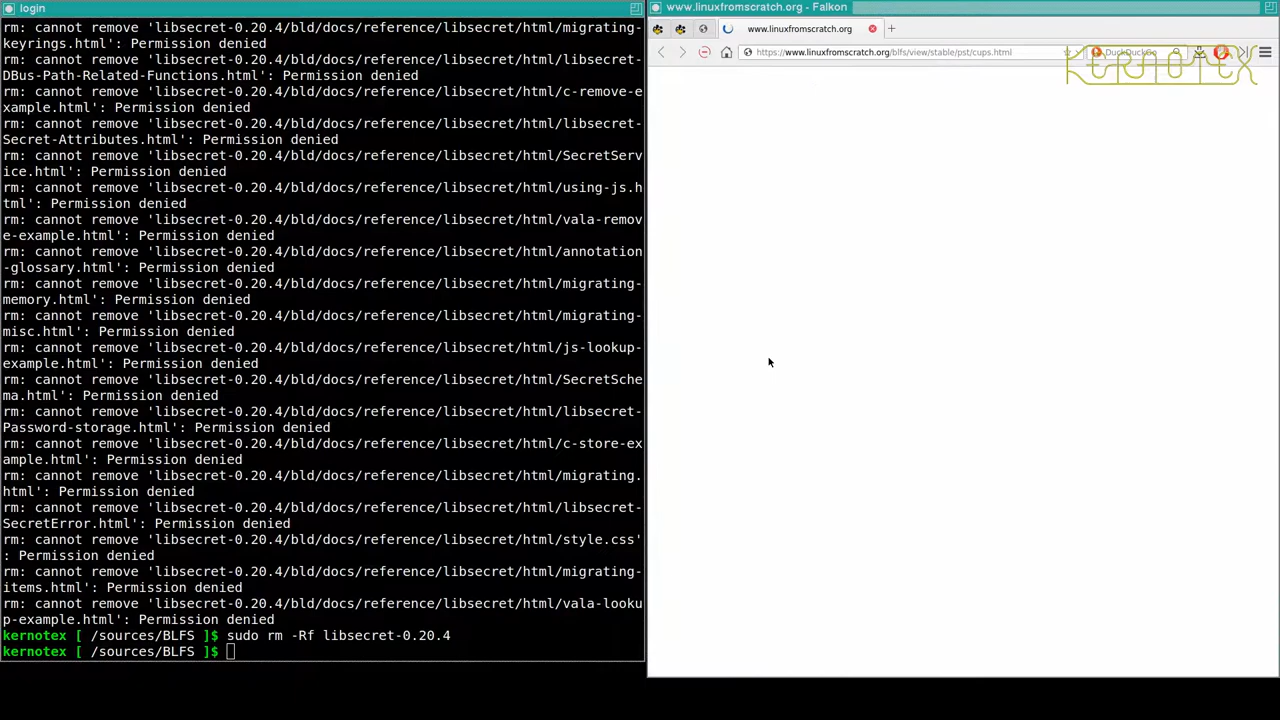 login
rm: cannot remove 'libsecret-0.20.4/bld/docs/reference/libsecret/html/migrating-
keyrings.html': Permission denied
rm: cannot remove 'libsecret-0.20.4/bld/docs/reference/libsecret/html/libsecret-
DBus-Path-Related-Functions.html': Permission denied
rm: cannot remove 'libsecret-0.20.4/bld/docs/reference/libsecret/html/c-remove-e
xample.html': Permission denied
rm: cannot remove 'libsecret-0.20.4/bld/docs/reference/libsecret/html/libsecret-
Secret-Attributes.html': Permission denied
rm: cannot remove 'libsecret-0.20.4/bld/docs/reference/libsecret/html/SecretServ
ice.html': Permission denied
rm: cannot remove 'libsecret-0.20.4/bld/docs/reference/libsecret/html/using-js.h
tml': Permission denied
rm: cannot remove 'libsecret-0.20.4/bld/docs/reference/libsecret/html/vala-remov
e-example.html': Permission denied
rm: cannot remove 'libsecret-0.20.4/bld/docs/reference/libsecret/html/annotation
-glossary.html': Permission denied
rm: cannot remove 'libsecret-0.20.4/bld/docs/reference/libsecret/html/migrating-
memory.html': Permission denied
rm: cannot remove 'libsecret-0.20.4/bld/docs/reference/libsecret/html/migrating-
misc.html': Permission denied
rm: cannot remove 'libsecret-0.20.4/bld/docs/reference/libsecret/html/js-lookup-
example.html': Permission denied
rm: cannot remove 'libsecret-0.20.4/bld/docs/reference/libsecret/html/SecretSche
ma.html': Permission denied
rm: cannot remove 'libsecret-0.20.4/bld/docs/reference/libsecret/html/libsecret-
Password-storage.html': Permission denied
rm: cannot remove 'libsecret-0.20.4/bld/docs/reference/libsecret/html/c-store-ex
ample.html': Permission denied
rm: cannot remove 'libsecret-0.20.4/bld/docs/reference/libsecret/html/migrating.
html': Permission denied
rm: cannot remove 'libsecret-0.20.4/bld/docs/reference/libsecret/html/libsecret-
SecretError.html': Permission denied
rm: cannot remove 'libsecret-0.20.4/bld/docs/reference/libsecret/html/style.css'
: Permission denied
rm: cannot remove 'libsecret-0.20.4/bld/docs/reference/libsecret/html/migrating-
items.html': Permission denied
rm: cannot remove 'libsecret-0.20.4/bld/docs/reference/libsecret/html/vala-looku
p-example.html': Permission denied
kernotex [ /sources/BLFS ]$ sudo rm -Rf libsecret-0.20.4
kernotex [ /sources/BLFS ]$
www.linuxfromscratch.org - Falkon
www.linuxfromscratch.org
https://www.linuxfromscratch.org/blfs/view/stable/pst/cups.html
DuckDuckGo
KERNOTEX